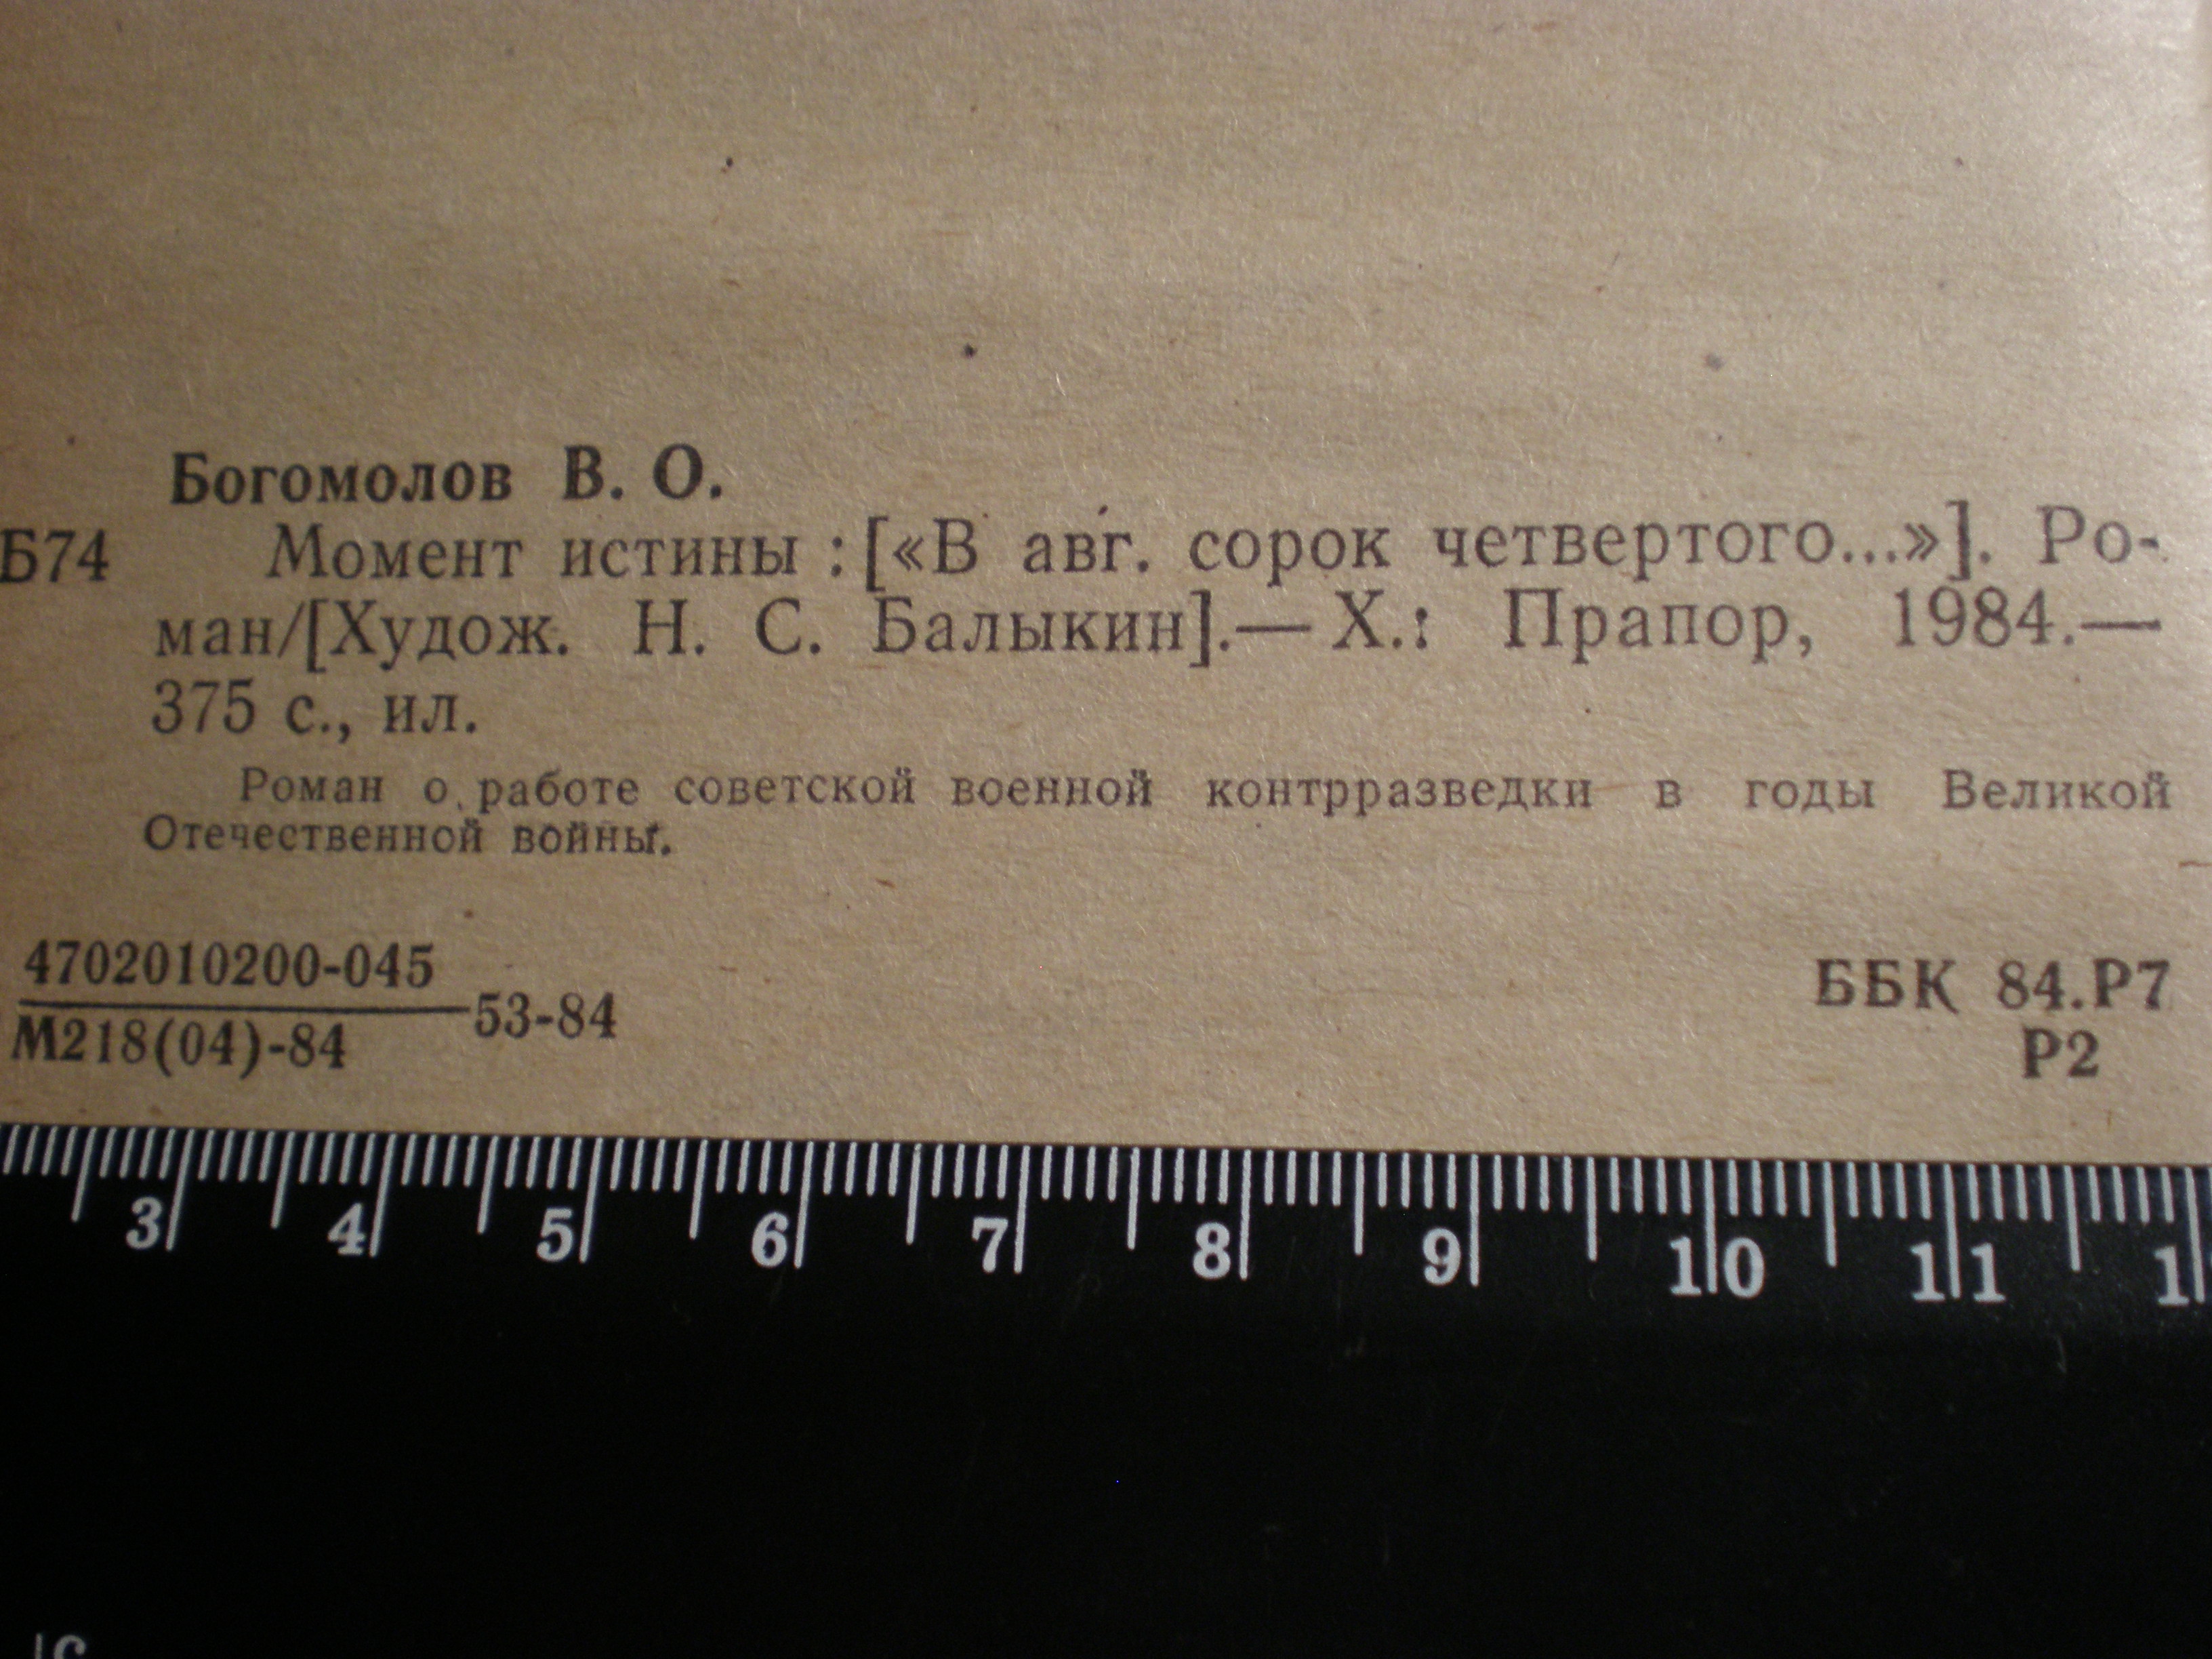 Богомолов В. О.
Б74 Момент истины : [«В авг. сорок четвертого...»]. Ро-
ман/[Худож. Н. С. Балыкин].— Х.: Прапор, 1984.—
375 с., ил.
Роман о работе советской военной контрразведки в годы Великой
Отечественной войны.
4702010200-045
М218(04)-84
53-84
ББК 84.Р7
Р2
3 4 5 6 7 8 9 10 11 1